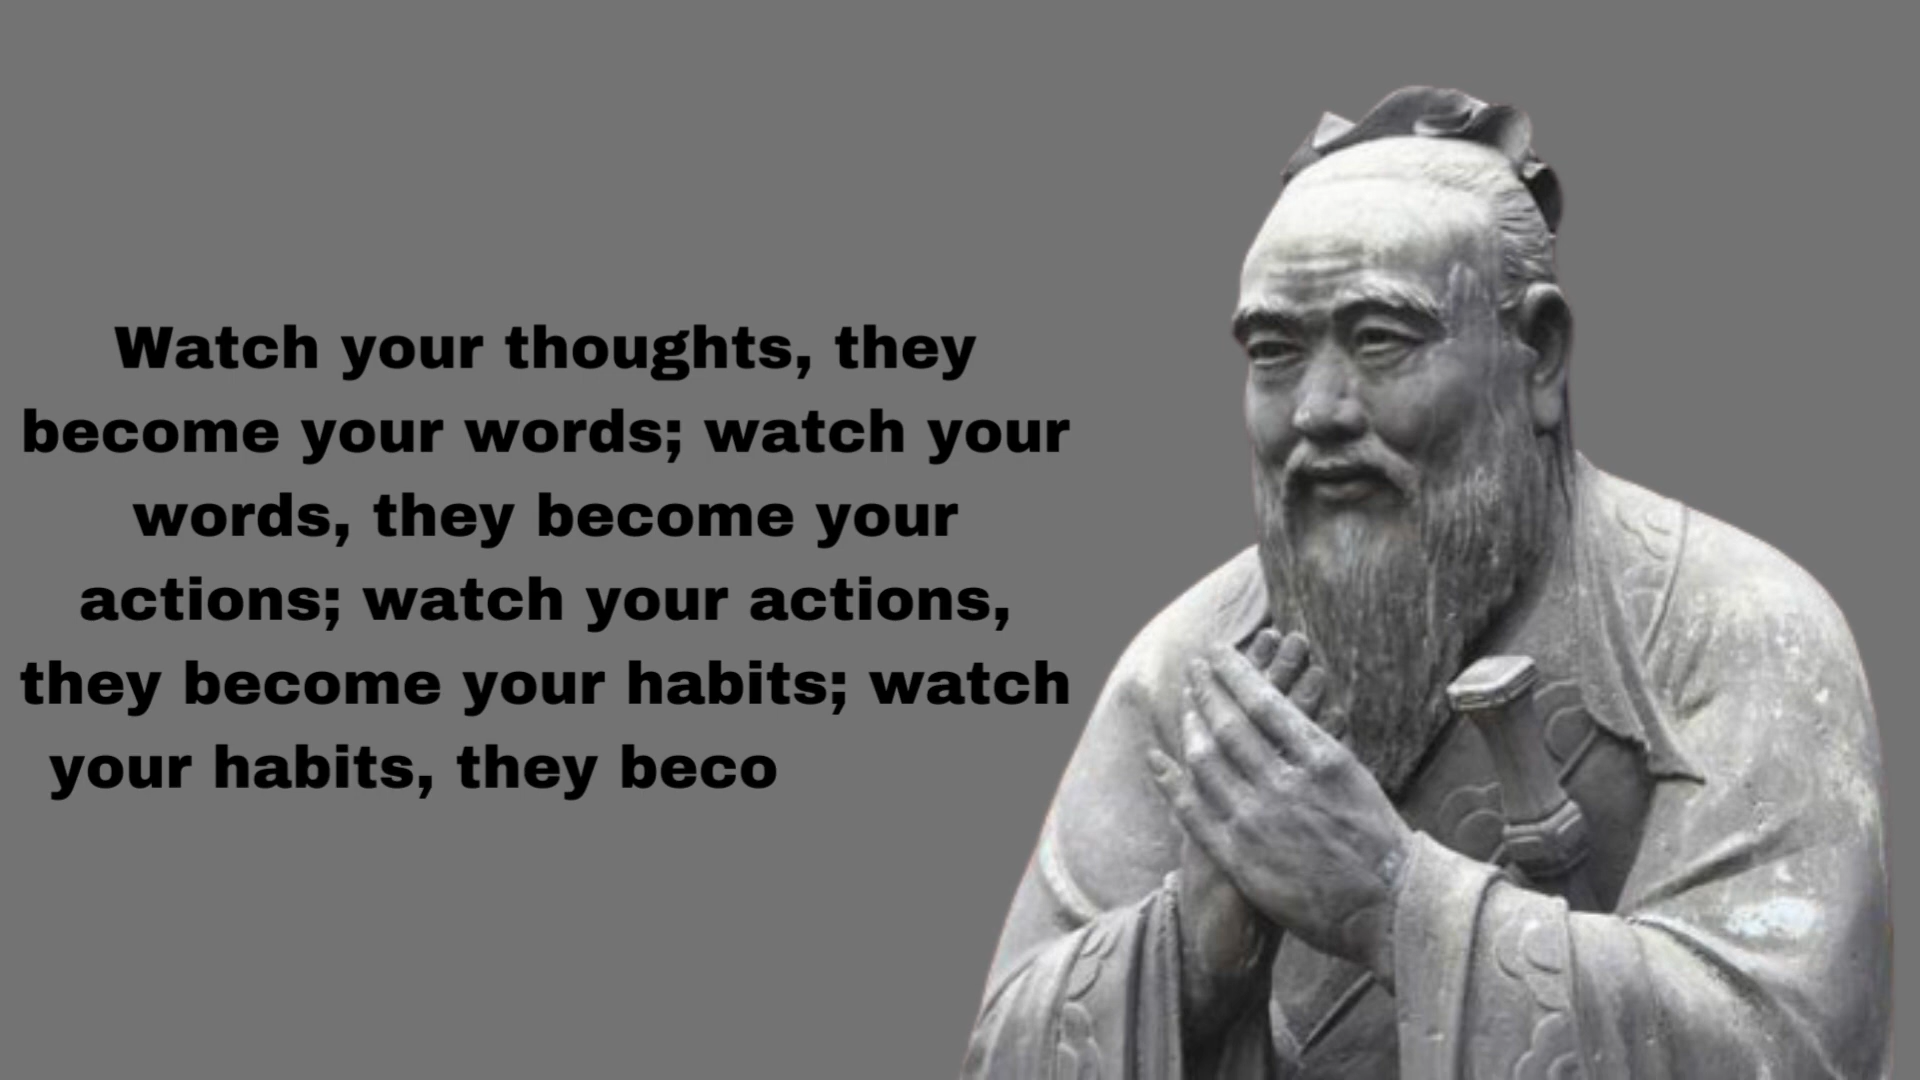 Watch your thoughts, they
become your words; watch your
words, they become your
actions; watch your actions,
they become your habits; watch
your habits, they beco